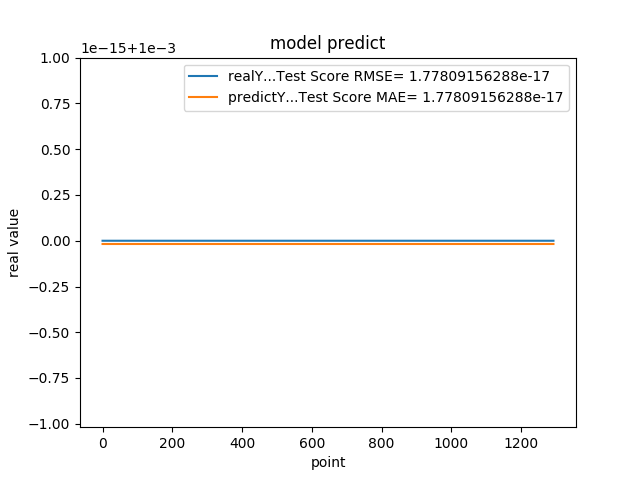 model predict
1e−15+1e−3
1.00
0.75
0.50
0.25
0.00
−0.25
−0.50
−0.75
−1.00
real value
realY...Test Score RMSE= 1.77809156288e-17
predictY...Test Score MAE= 1.77809156288e-17
0 200 400 600 800 1000 1200
point